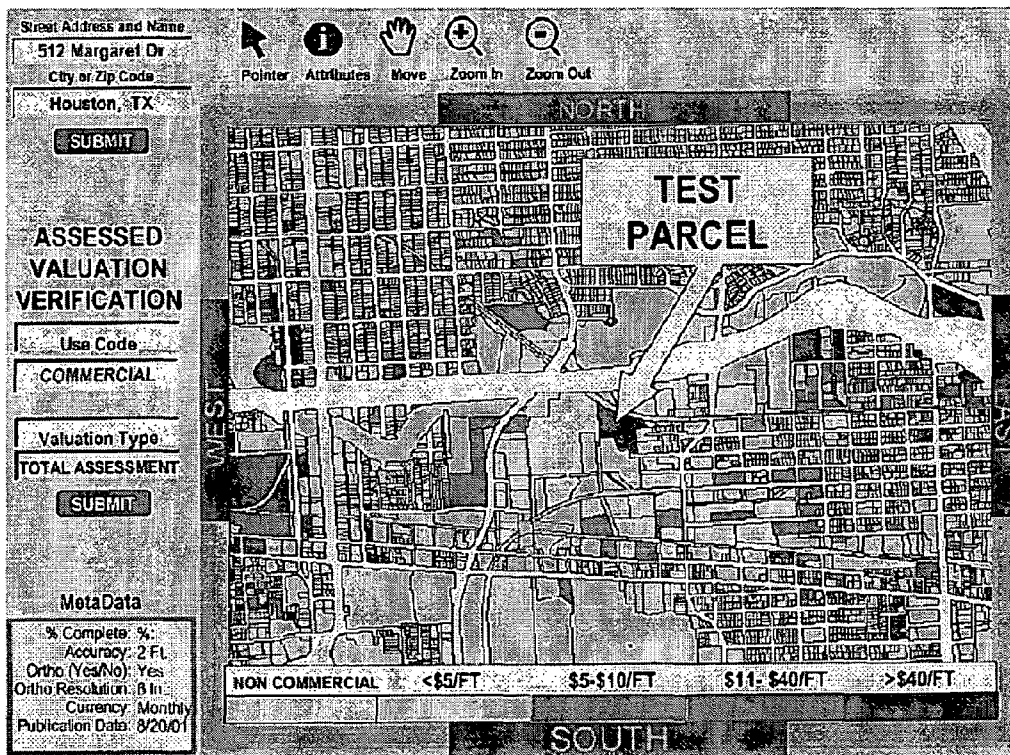 Street Address and Name
512 Margaret Dr
City or Zip Code
Houston, TX
SUBMIT
ASSESSED
VALUATION
VERIFICATION
Use Code
COMMERCIAL
Valuation Type
TOTAL ASSESSMENT
SUBMIT
MetaData
% Complete: %:
Accuracy: 2 Ft.
Ortho (Yes/No): Yes
Ortho Resolution: In.
Currency: Monthly
Publication Data: 8/20/01
Pointer Attributes Move Zoom In Zoom Out
NORTH
TEST
PARCEL
WES
AS
NON COMMERCIAL <$5/FT $5-$10/FT $11- $40/FT >$40/FT
SOUTH